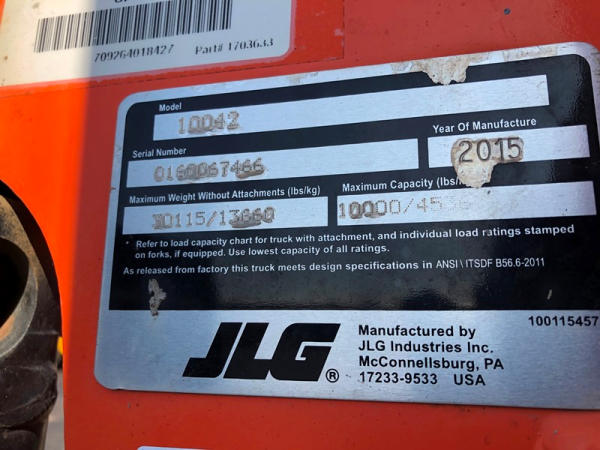 709264018427 Part# 1703633
Model
10042
Serial Number
0160067466
Year Of Manufacture
2015
Maximum Weight Without Attachments (lbs/kg)
30115/13660
Maximum Capacity (lbs/
10000/4536
* Refer to load capacity chart for truck with attachment, and individual load ratings stamped
on forks, if equipped. Use lowest capacity of all ratings.
As released from factory this truck meets design specifications in ANSI \ ITSDF B56.6-2011
100115457
JLG ®
Manufactured by
JLG Industries Inc.
McConnellsburg, PA
17233-9533 USA